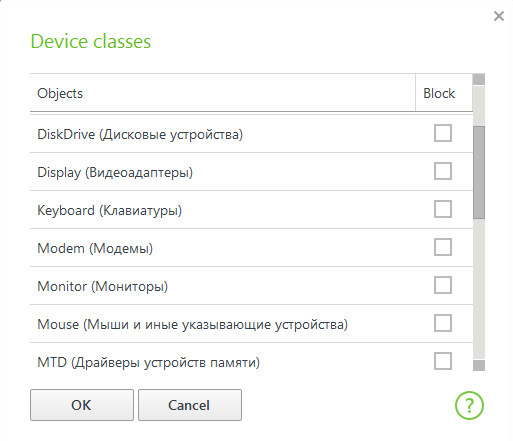 Device classes
Objects Block
DiskDrive (Дисковые устройства)
Display (Видеоадаптеры)
Keyboard (Клавиатуры)
Modem (Модемы)
Monitor (Мониторы)
Mouse (Мыши и иные указывающие устройства)
MTD (Драйверы устройств памяти)
OK Cancel ?